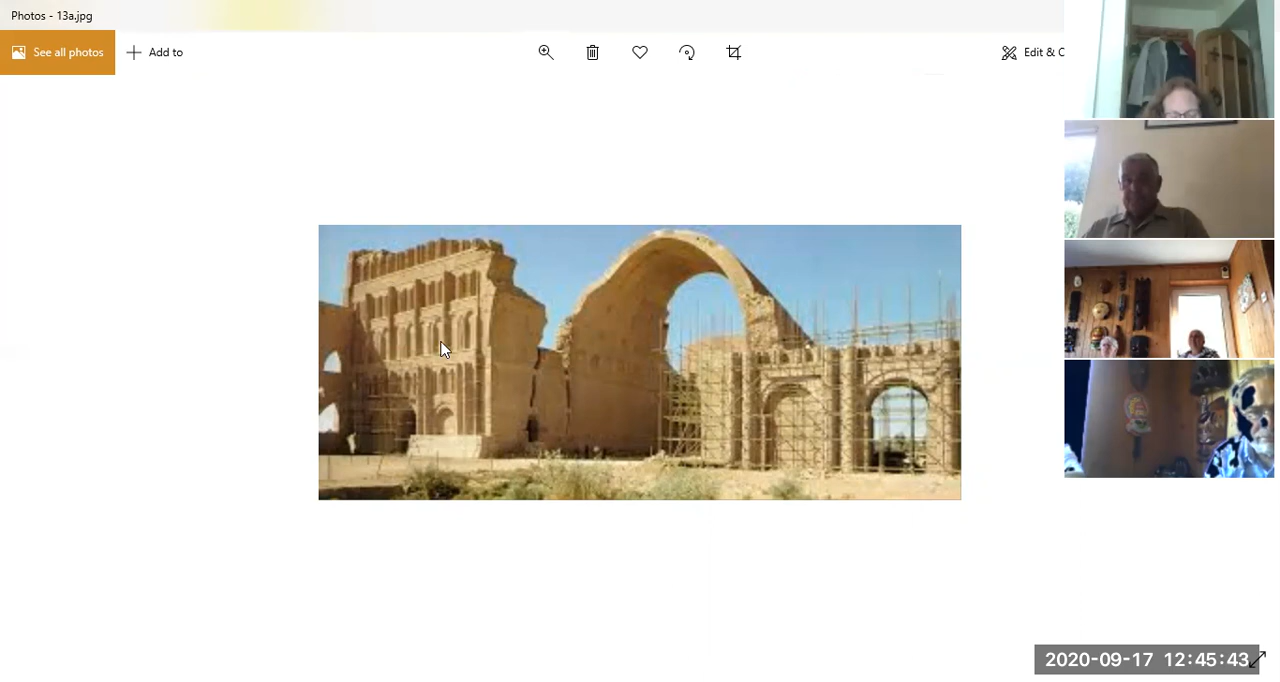 Photos - 13a.jpg
See all photos
Add to
Edit & C
2020-09-17 12:45:43